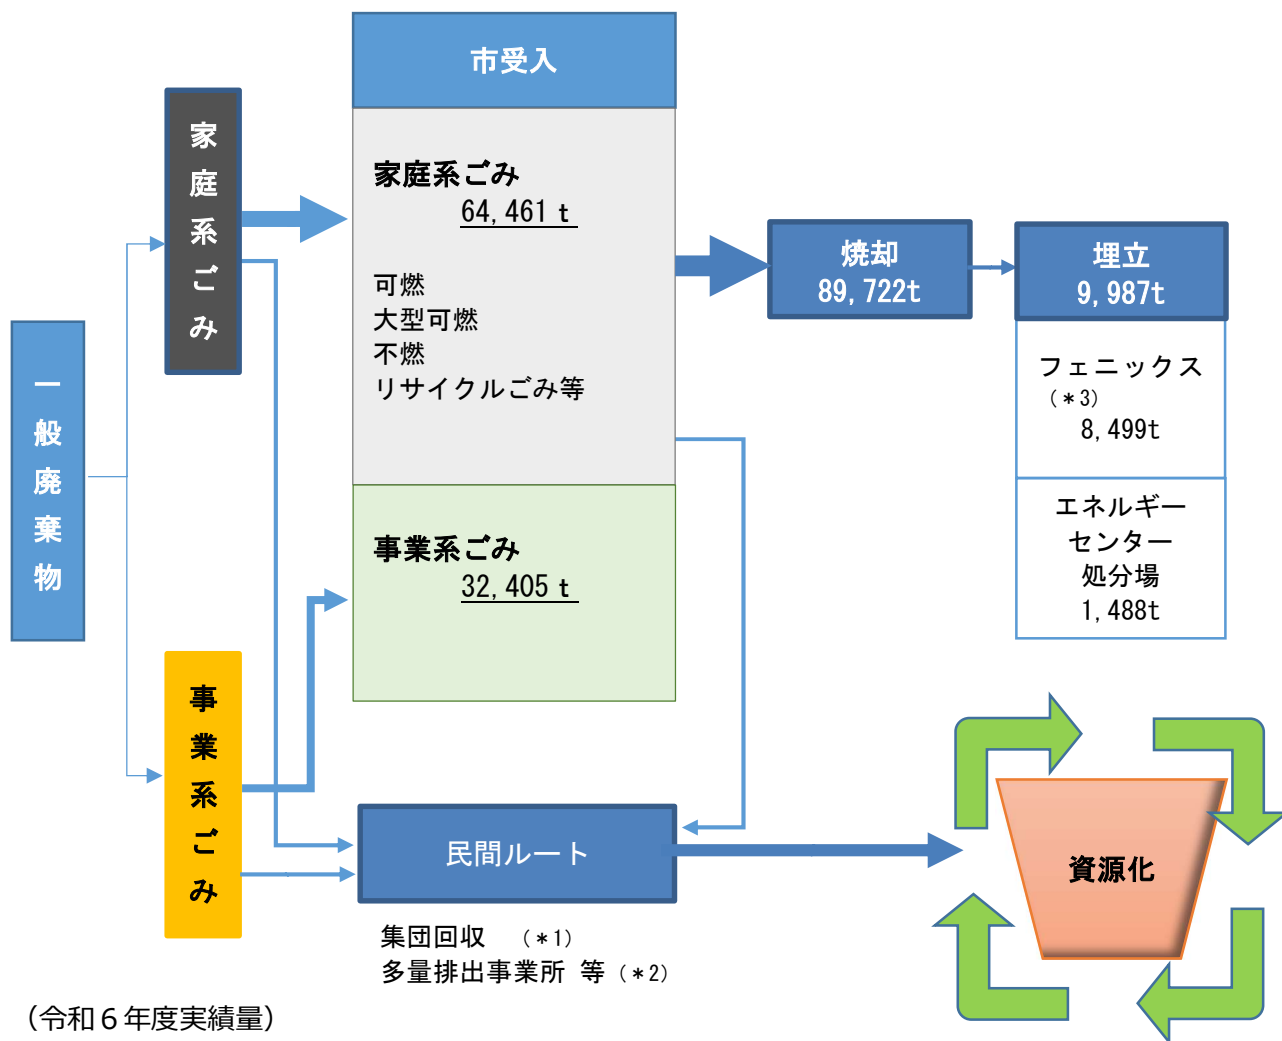 一般廃棄物
家庭系ごみ
事業系ごみ
市受入
家庭系ごみ
64,461 t
可燃
大型可燃
不燃
リサイクルごみ等
事業系ごみ
32,405 t
民間ルート
集団回収 (*1)
多量排出事業所 等 (*2)
焼却
89,722t
埋立
9,987t
フェニックス
(*3)
8,499t
エネルギー
センター
処分場
1,488t
資源化
(令和6年度実績量)